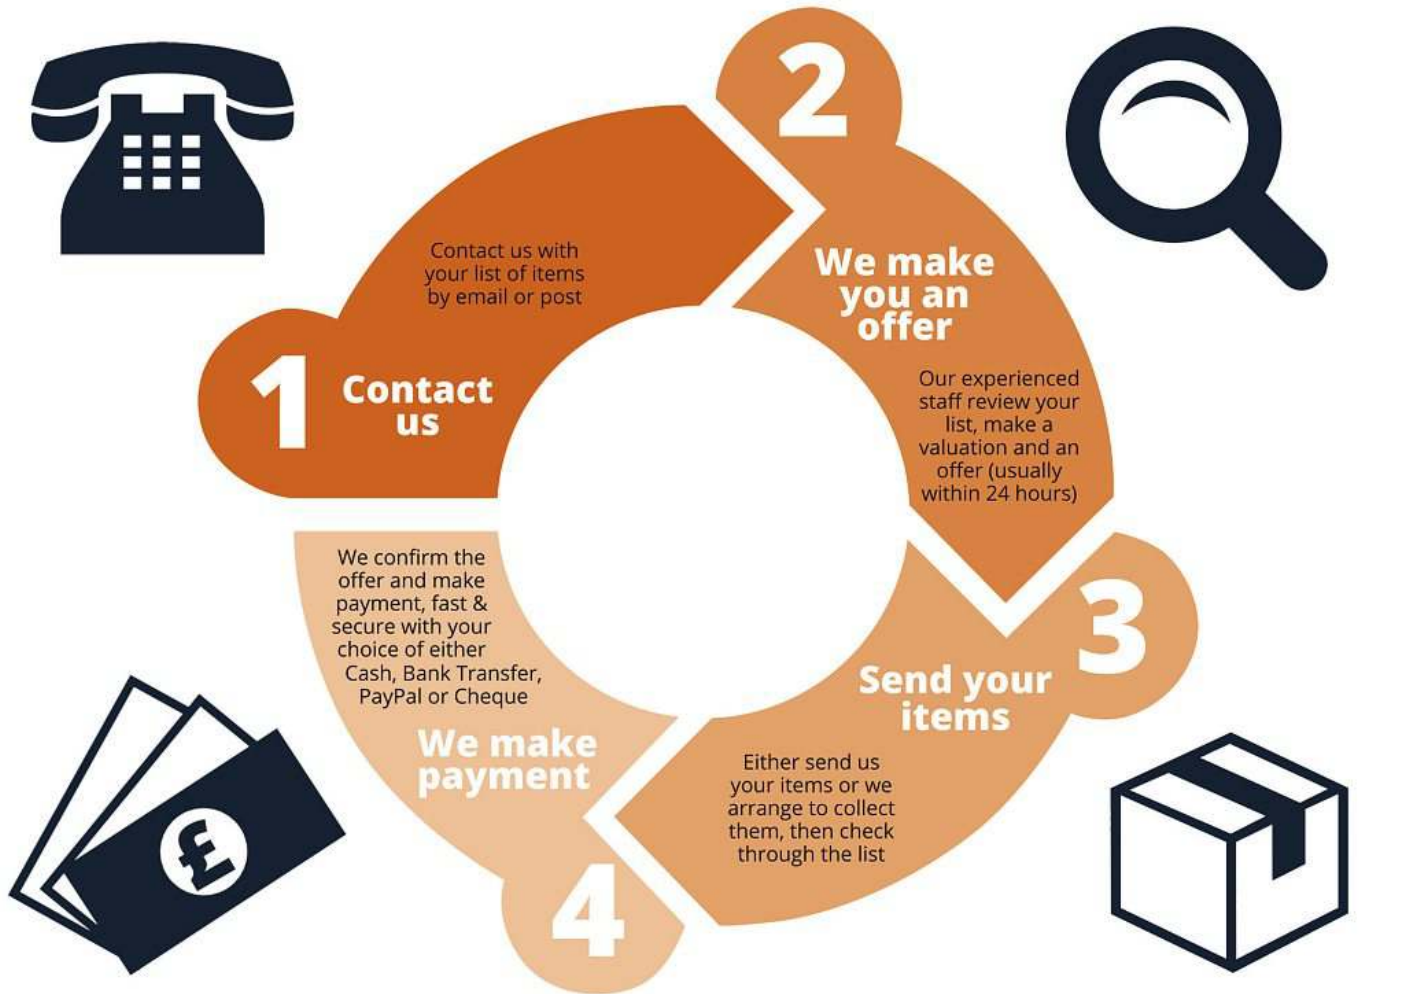 1
Contact
us
Contact us with
your list of items
by email or post
2
We make
you an
offer
Our experienced
staff review your
list, make a
valuation and an
offer (usually
within 24 hours)
3
Send your
items
Either send us
your items or we
arrange to collect
them, then check
through the list
4
We make
payment
We confirm the
offer and make
payment, fast &
secure with your
choice of either
Cash, Bank Transfer,
PayPal or Cheque
£